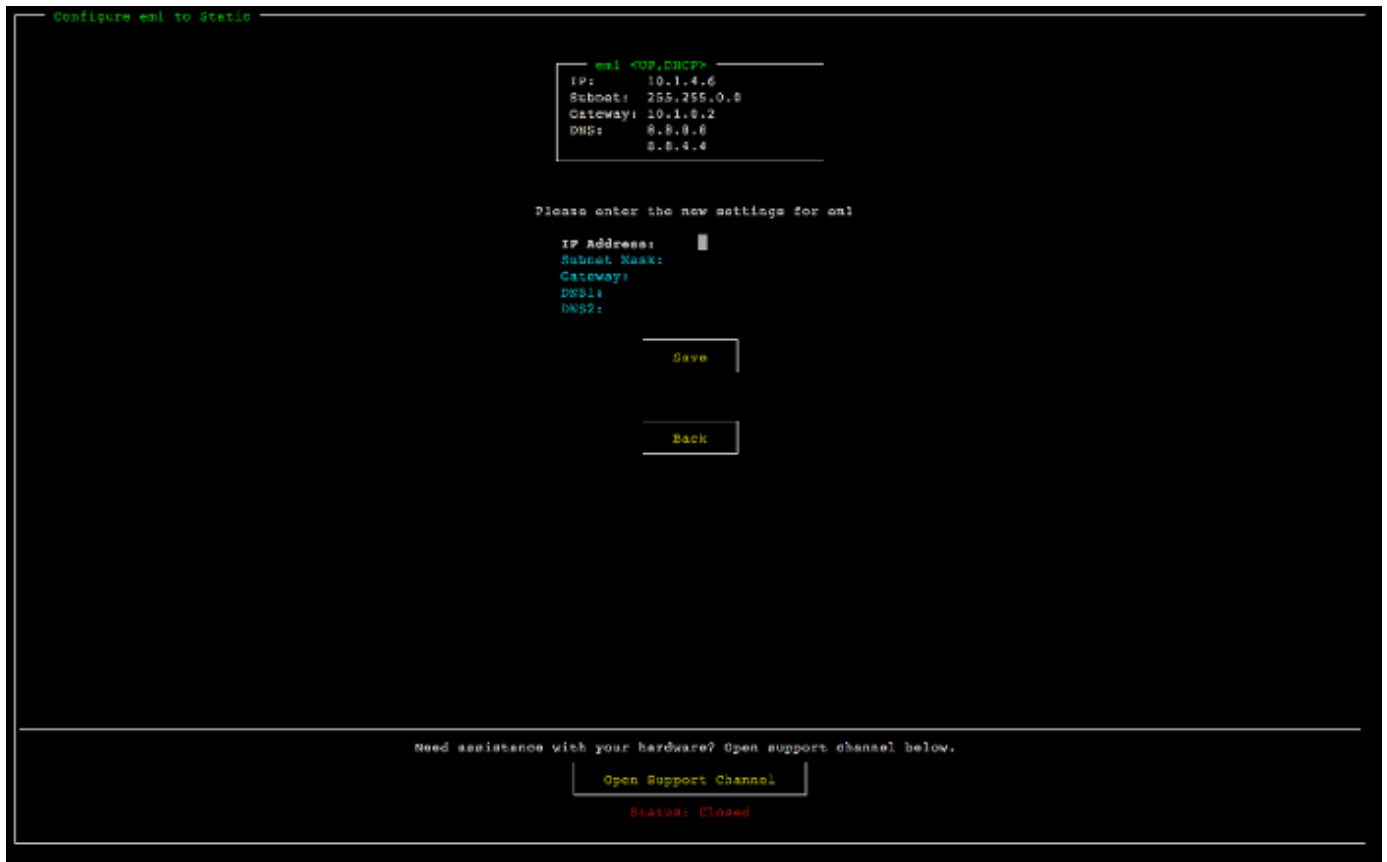 Configure em1 to Static
em1 <UP,DHCP>
IP: 10.1.4.6
Subnet: 255.255.0.0
Gateway: 10.1.0.2
DNS: 8.8.8.8
8.8.4.4
Please enter the new settings for em1
IP Address:
Subnet Mask:
Gateway:
DNS1:
DNS2:
Save
Back
Need assistance with your hardware? Open support channel below.
Open Support Channel
Status: Closed